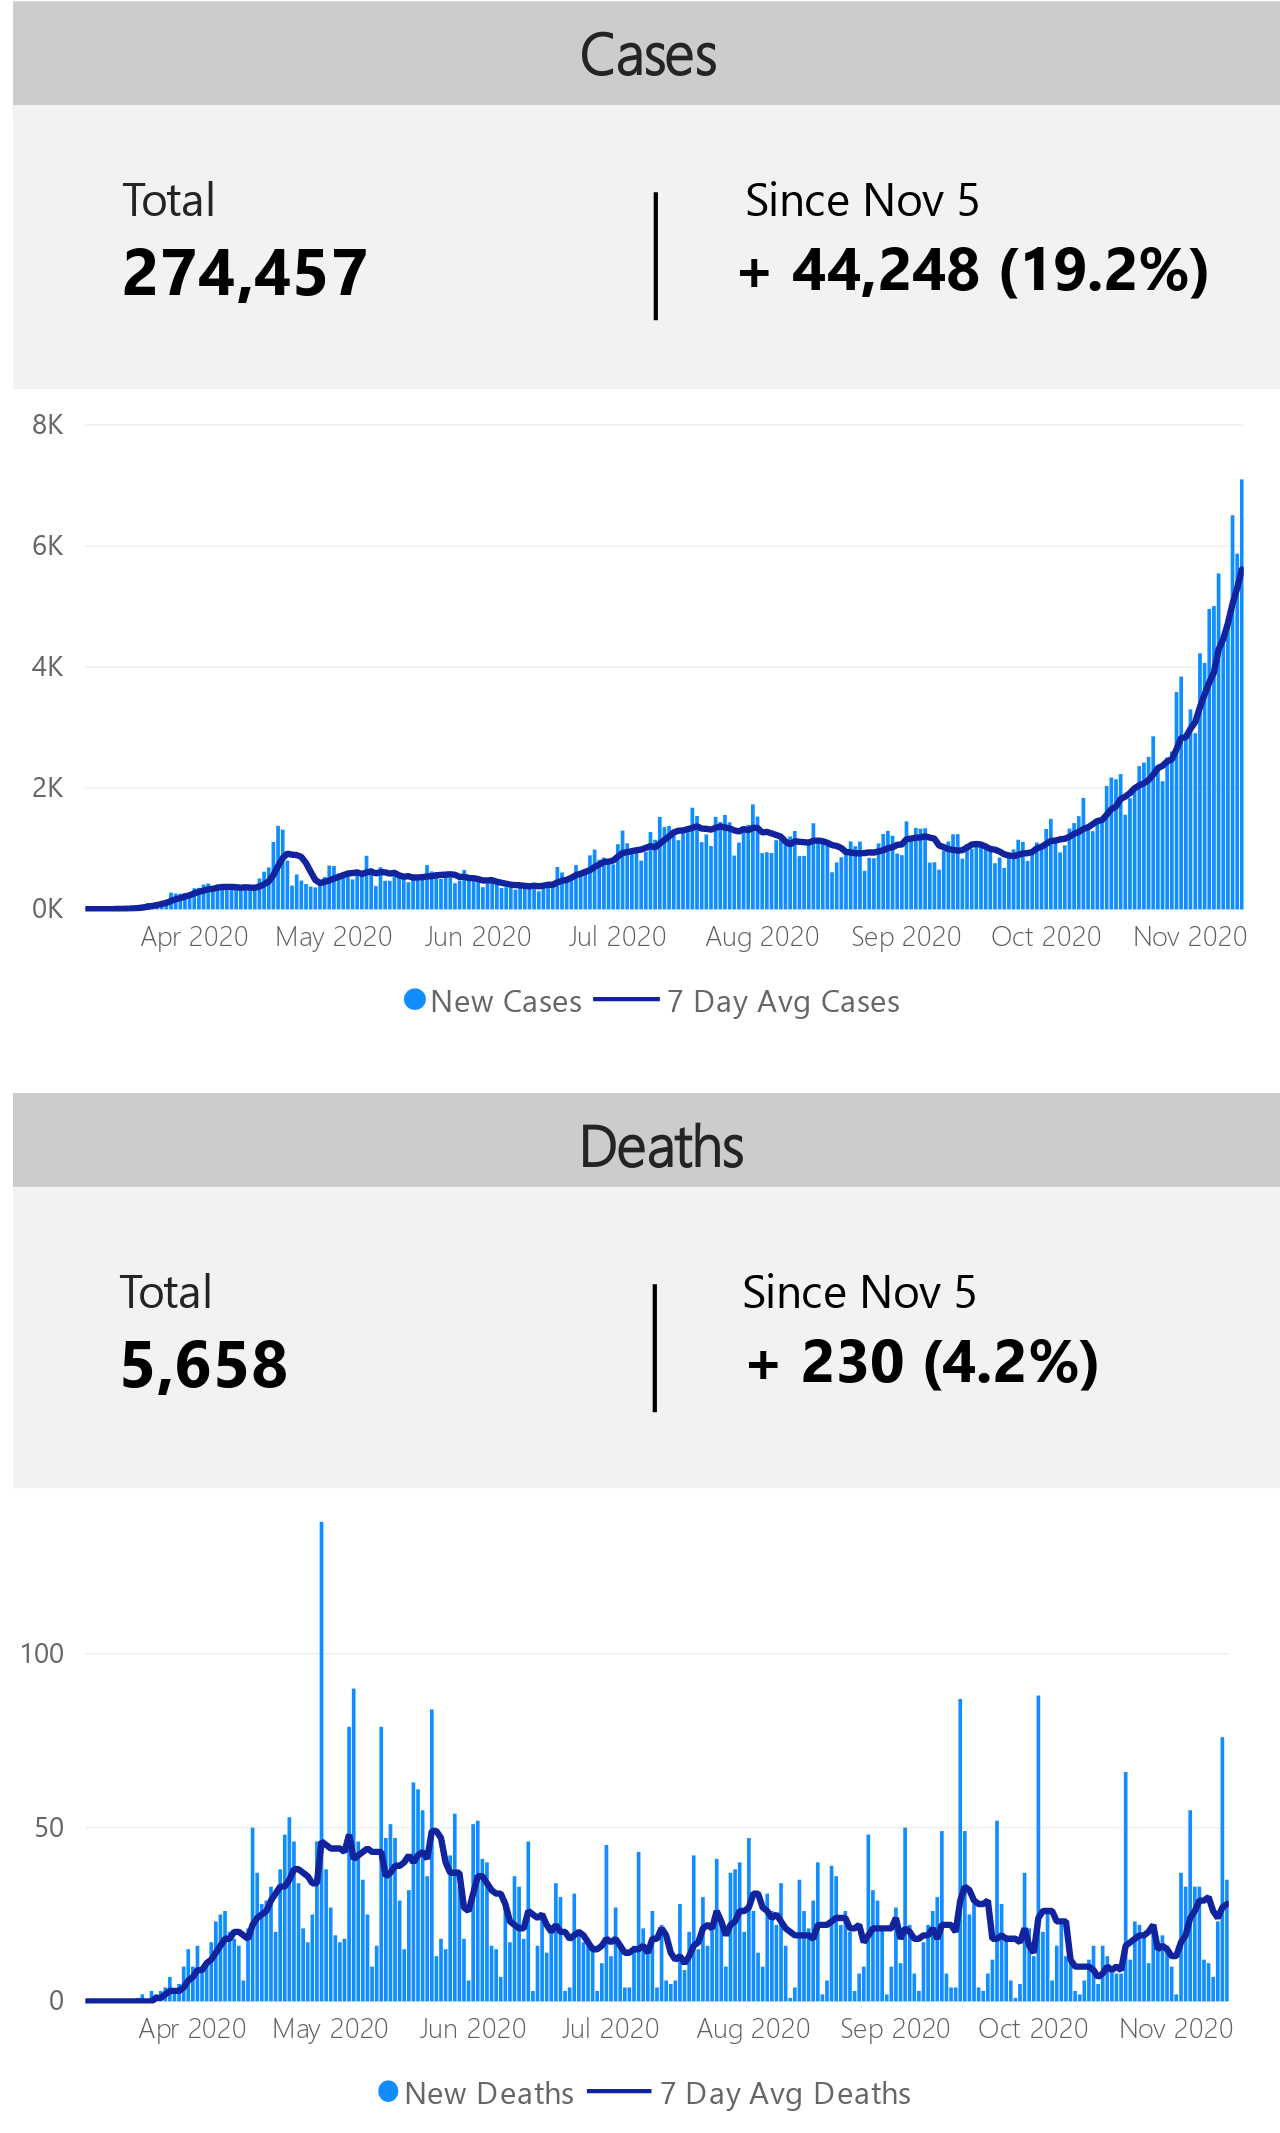 Cases
Total
Since Nov 5
274,457
+ 44,248 (19.2%)
8K
6K
4K
2K
0K
Apr 2020 May 2020 Jun 2020 Jul 2020 Aug 2020 Sep 2020 Oct 2020 Nov 2020
New Cases 7 Day Avg Cases
Deaths
Total
Since Nov 5
5,658
+ 230 (4.2%)
100
50
0
Apr 2020 May 2020 Jun 2020 Jul 2020 Aug 2020 Sep 2020 Oct 2020 Nov 2020
New Deaths 7 Day Avg Deaths